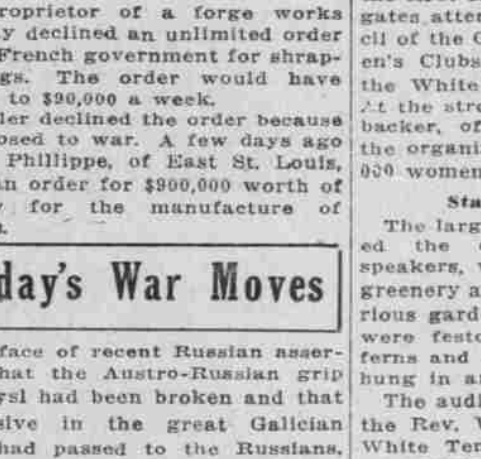 roprietor of a forge works
y declined an unlimited order
French government for shrap-
gs. The order would have
to $90,000 a week.
ler declined the order because
osed to war. A few days ago
Phillippe, of East St. Louis,
an order for $900,000 worth of
y for the manufacture of
day's War Moves
face of recent Russian asser-
hat the Austro-Russian grip
ysl had been broken and that
sive in the great Galician
had passed to the Russians,
gates atten
cil of the C
en's Clubs
the White
At the stre
backer, of
the organi
000 women
Sta
The larg
ed the
speakers, w
greenery a
rious gard
were festo
ferns and
hung in a
The audi
the Rev. W
White Ten